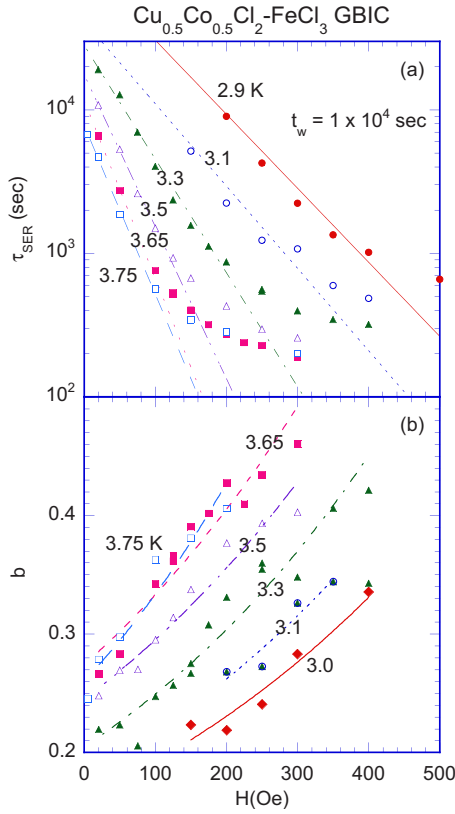 Cu0.5Co0.5Cl2-FeCl3 GBIC
(a)
2.9 K
tw = 1 x 10^4 sec
3.1
3.3
3.5
3.65
3.75
10^4
10^3
10^2
τSER (sec)
(b)
3.65
3.75 K
3.5
3.3
3.1
3.0
0.4
0.3
0.2
b
0 100 200 300 400 500
H(Oe)